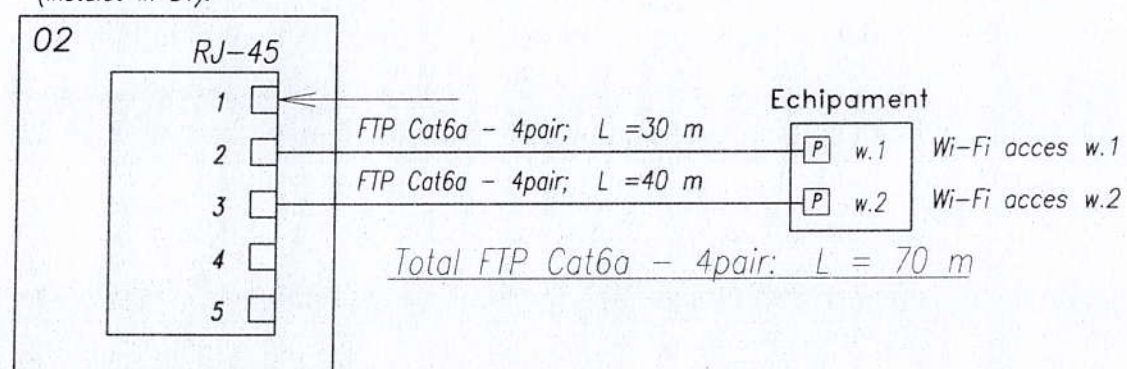 02
RJ-45
1
Echipament
FTP Cat6a - 4pair; L =30 m
2
P w.1 Wi-Fi acces w.1
FTP Cat6a - 4pair; L =40 m
3
P w.2 Wi-Fi acces w.2
4
Total FTP Cat6a - 4pair: L = 70 m
5